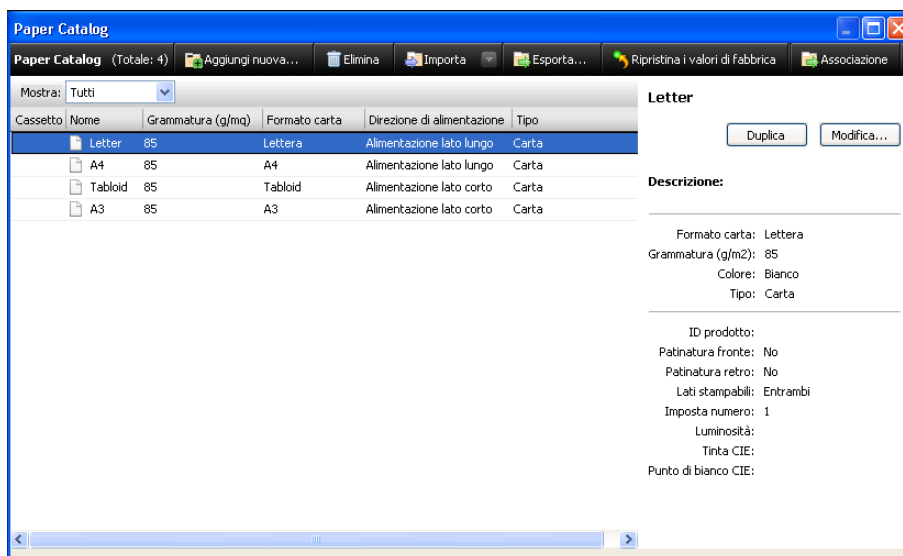 Paper Catalog
Paper Catalog (Totale: 4) Aggiungi nuova... Elimina Importa Esporta... Ripristina i valori di fabbrica Associazione
Mostra: Tutti
Cassetto Nome Grammatura (g/mq) Formato carta Direzione di alimentazione Tipo
Letter 85 Lettera Alimentazione lato lungo Carta
A4 85 A4 Alimentazione lato lungo Carta
Tabloid 85 Tabloid Alimentazione lato corto Carta
A3 85 A3 Alimentazione lato corto Carta
Letter
Duplica Modifica...
Descrizione:
Formato carta: Lettera
Grammatura (g/m2): 85
Colore: Bianco
Tipo: Carta
ID prodotto:
Patinatura fronte: No
Patinatura retro: No
Lati stampabili: Entrambi
Imposta numero: 1
Luminosità:
Tinta CIE:
Punto di bianco CIE: